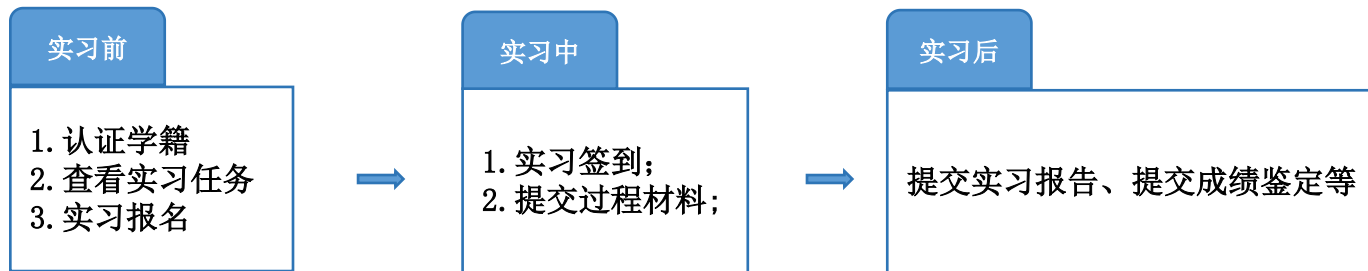 实习前
1.认证学籍
2.查看实习任务
3.实习报名
实习中
1.实习签到；
2.提交过程材料；
实习后
提交实习报告、提交成绩鉴定等